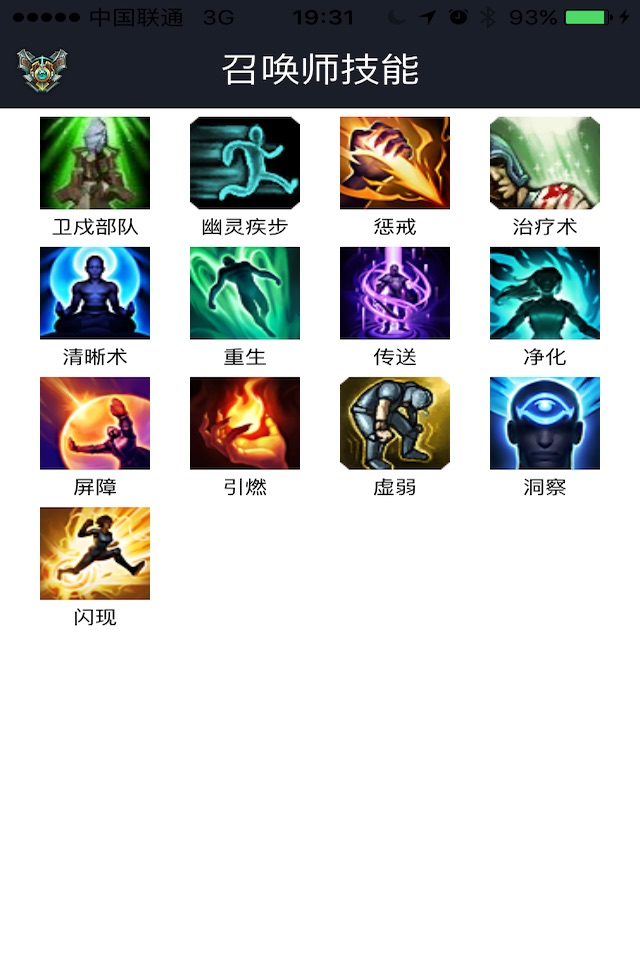 中国联通 3G 19:31 93%
召唤师技能
卫戍部队 幽灵疾步 惩戒 治疗术
清晰术 重生 传送 净化
屏障 引燃 虚弱 洞察
闪现